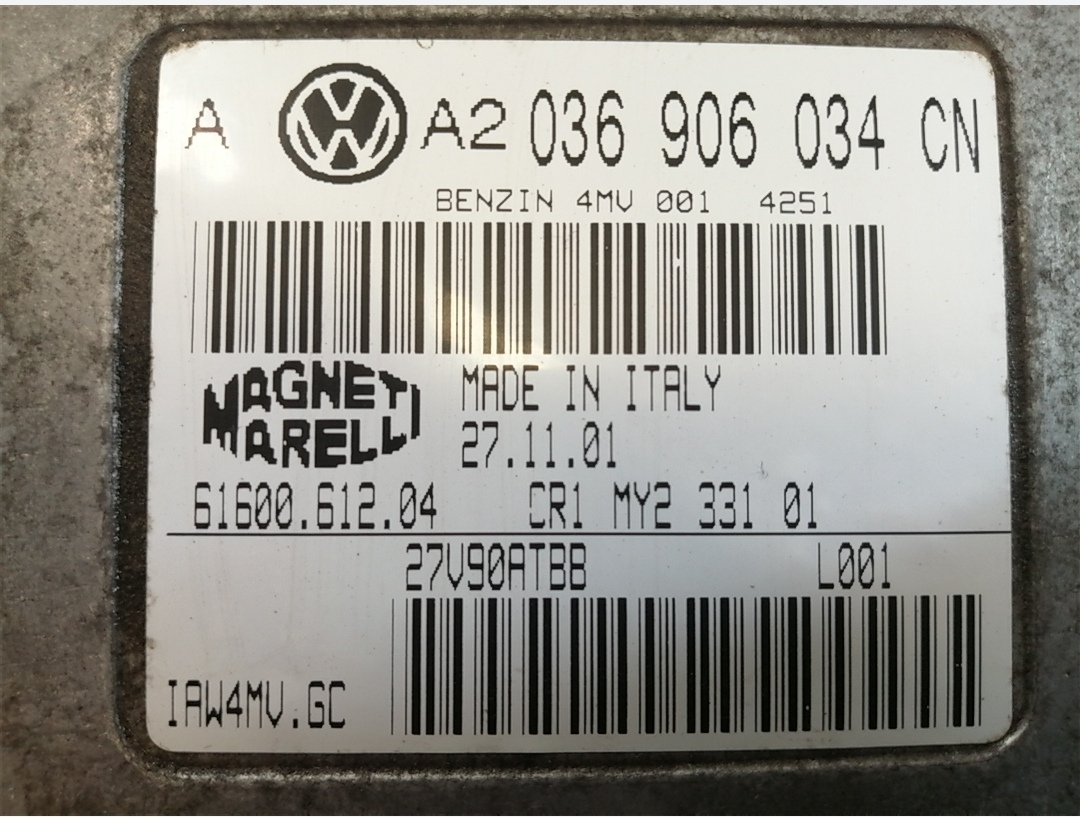 A VW A2 036 906 034 CN
BENZIN 4MV 001 4251
MAGNETI MARELLI
MADE IN ITALY
27.11.01
61600.612.04 CR1 MY2 331 01
27V90ATBB L001
IAW4MV.GC